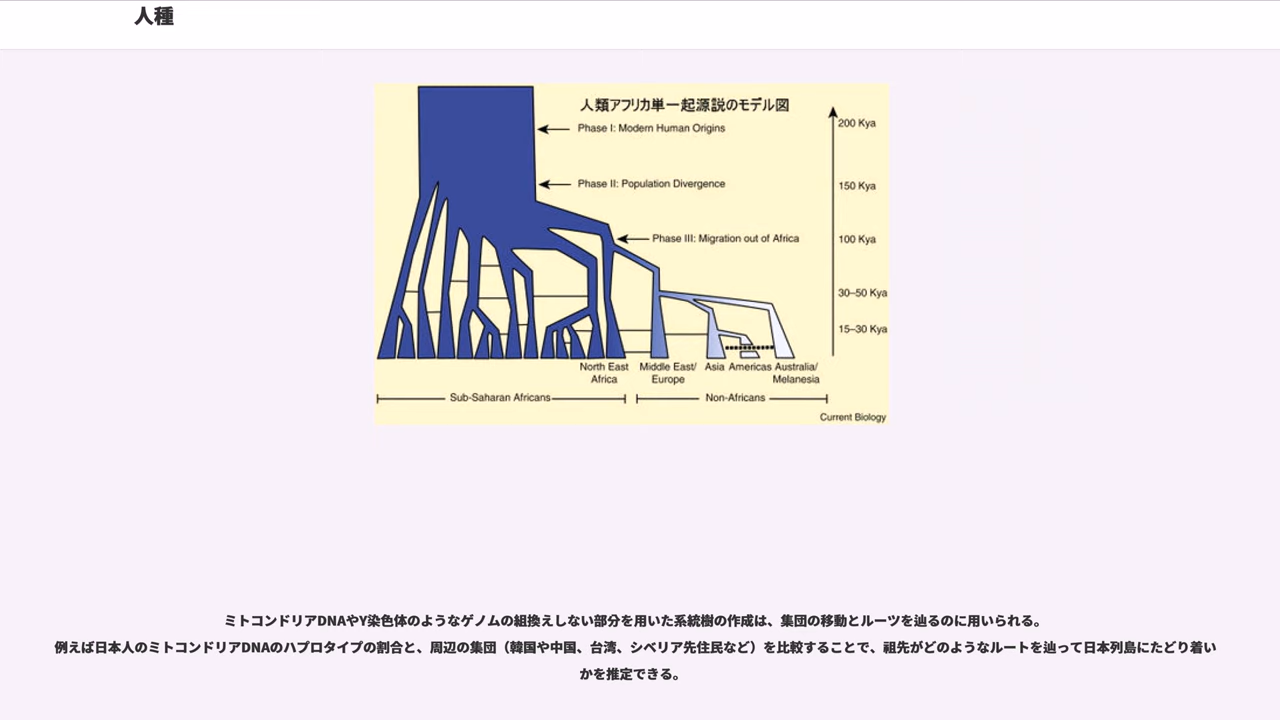 人種
人類アフリカ単一起源説のモデル図
Phase I: Modern Human Origins
Phase II: Population Divergence
Phase III: Migration out of Africa
200 Kya
150 Kya
100 Kya
30–50 Kya
15–30 Kya
North East Africa
Middle East/ Europe
Asia
Americas
Australia/ Melanesia
Sub-Saharan Africans
Non-Africans
Current Biology
ミトコンドリアDNAやY染色体のようなゲノムの組換えしない部分を用いた系統樹の作成は、集団の移動とルーツを辿るのに用いられる。
例えば日本人のミトコンドリアDNAのハプロタイプの割合と、周辺の集団（韓国や中国、台湾、シベリア先住民など）を比較することで、祖先がどのようなルートを辿って日本列島にたどり着い
かを推定できる。